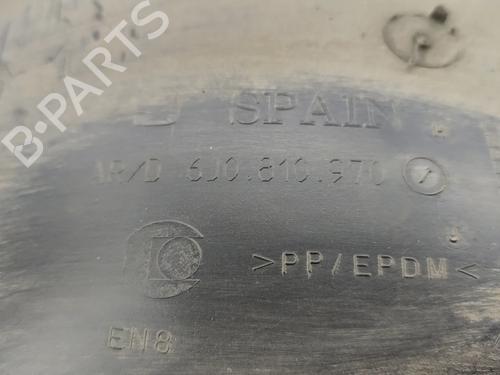 B-PARTS
SPAIN
AR/D 6J0.810.970
>PP/EPDM<
EN8